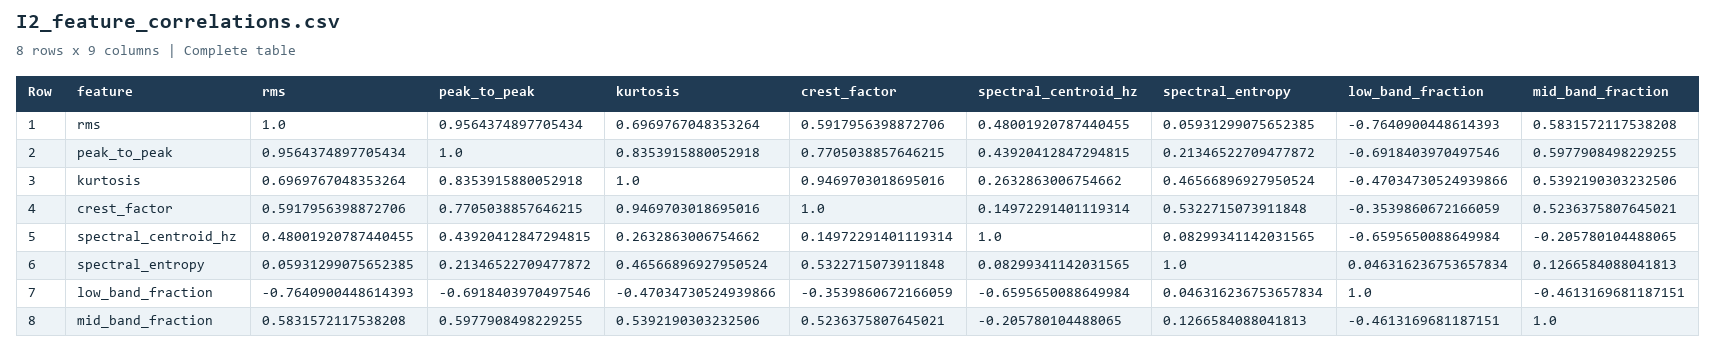 I2_feature_correlations.csv
8 rows x 9 columns | Complete table
Row feature rms peak_to_peak kurtosis crest_factor spectral_centroid_hz spectral_entropy low_band_fraction mid_band_fraction
1 rms 1.0 0.9564374897705434 0.6969767048353264 0.5917956398872706 0.48001920787440455 0.05931299075652385 -0.7640900448614393 0.5831572117538208
2 peak_to_peak 0.9564374897705434 1.0 0.8353915880052918 0.7705038857646215 0.43920412847294815 0.21346522709477872 -0.6918403970497546 0.5977908498229255
3 kurtosis 0.6969767048353264 0.8353915880052918 1.0 0.9469703018695016 0.2632863006754662 0.46566896927950524 -0.47034730524939866 0.5392190303232506
4 crest_factor 0.5917956398872706 0.7705038857646215 0.9469703018695016 1.0 0.14972291401119314 0.5322715073911848 -0.3539860672166059 0.5236375807645021
5 spectral_centroid_hz 0.48001920787440455 0.43920412847294815 0.2632863006754662 0.14972291401119314 1.0 0.08299341142031565 -0.6595650088649984 -0.205780104488065
6 spectral_entropy 0.05931299075652385 0.21346522709477872 0.46566896927950524 0.5322715073911848 0.08299341142031565 1.0 0.046316236753657834 0.1266584088041813
7 low_band_fraction -0.7640900448614393 -0.6918403970497546 -0.47034730524939866 -0.3539860672166059 -0.6595650088649984 0.046316236753657834 1.0 -0.4613169681187151
8 mid_band_fraction 0.5831572117538208 0.5977908498229255 0.5392190303232506 0.5236375807645021 -0.205780104488065 0.1266584088041813 -0.4613169681187151 1.0